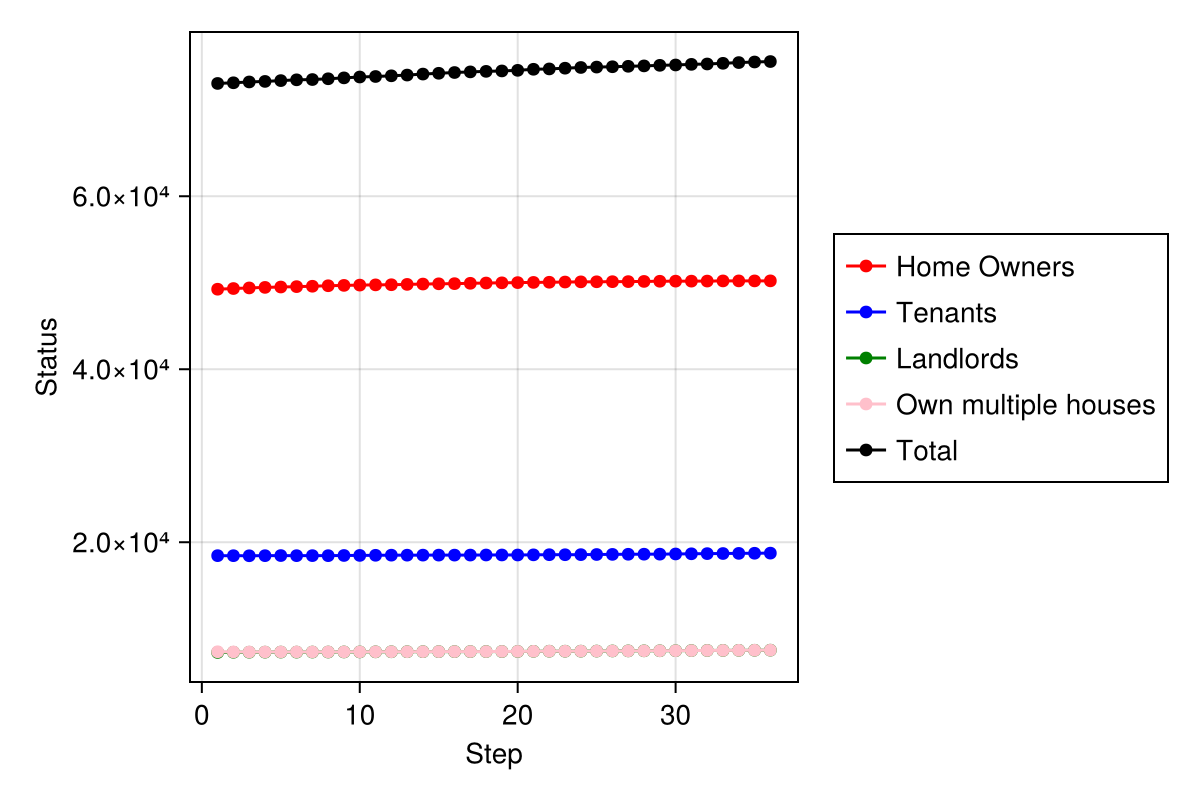 Status
6.0×10⁴
4.0×10⁴
2.0×10⁴
0 10 20 30
Step
Home Owners
Tenants
Landlords
Own multiple houses
Total